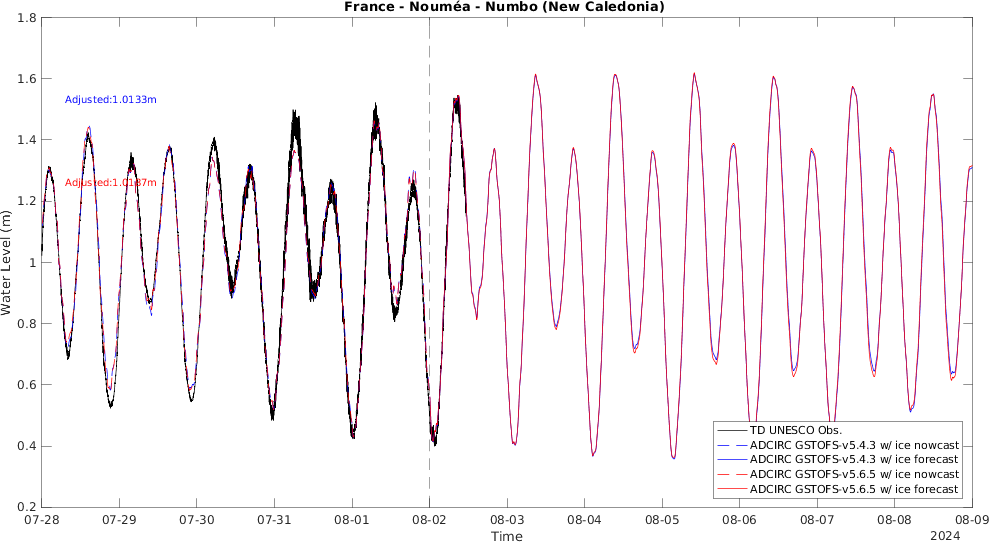 France - Nouméa - Numbo (New Caledonia)
1.8
1.6
1.4
1.2
1
0.8
0.6
0.4
0.2
Water Level (m)
Adjusted:1.0133m
Adjusted:1.0187m
TD UNESCO Obs.
ADCIRC GSTOFS-v5.4.3 w/ ice nowcast
ADCIRC GSTOFS-v5.4.3 w/ ice forecast
ADCIRC GSTOFS-v5.6.5 w/ ice nowcast
ADCIRC GSTOFS-v5.6.5 w/ ice forecast
07-28 07-29 07-30 07-31 08-01 08-02 08-03 08-04 08-05 08-06 08-07 08-08 08-09
Time
2024